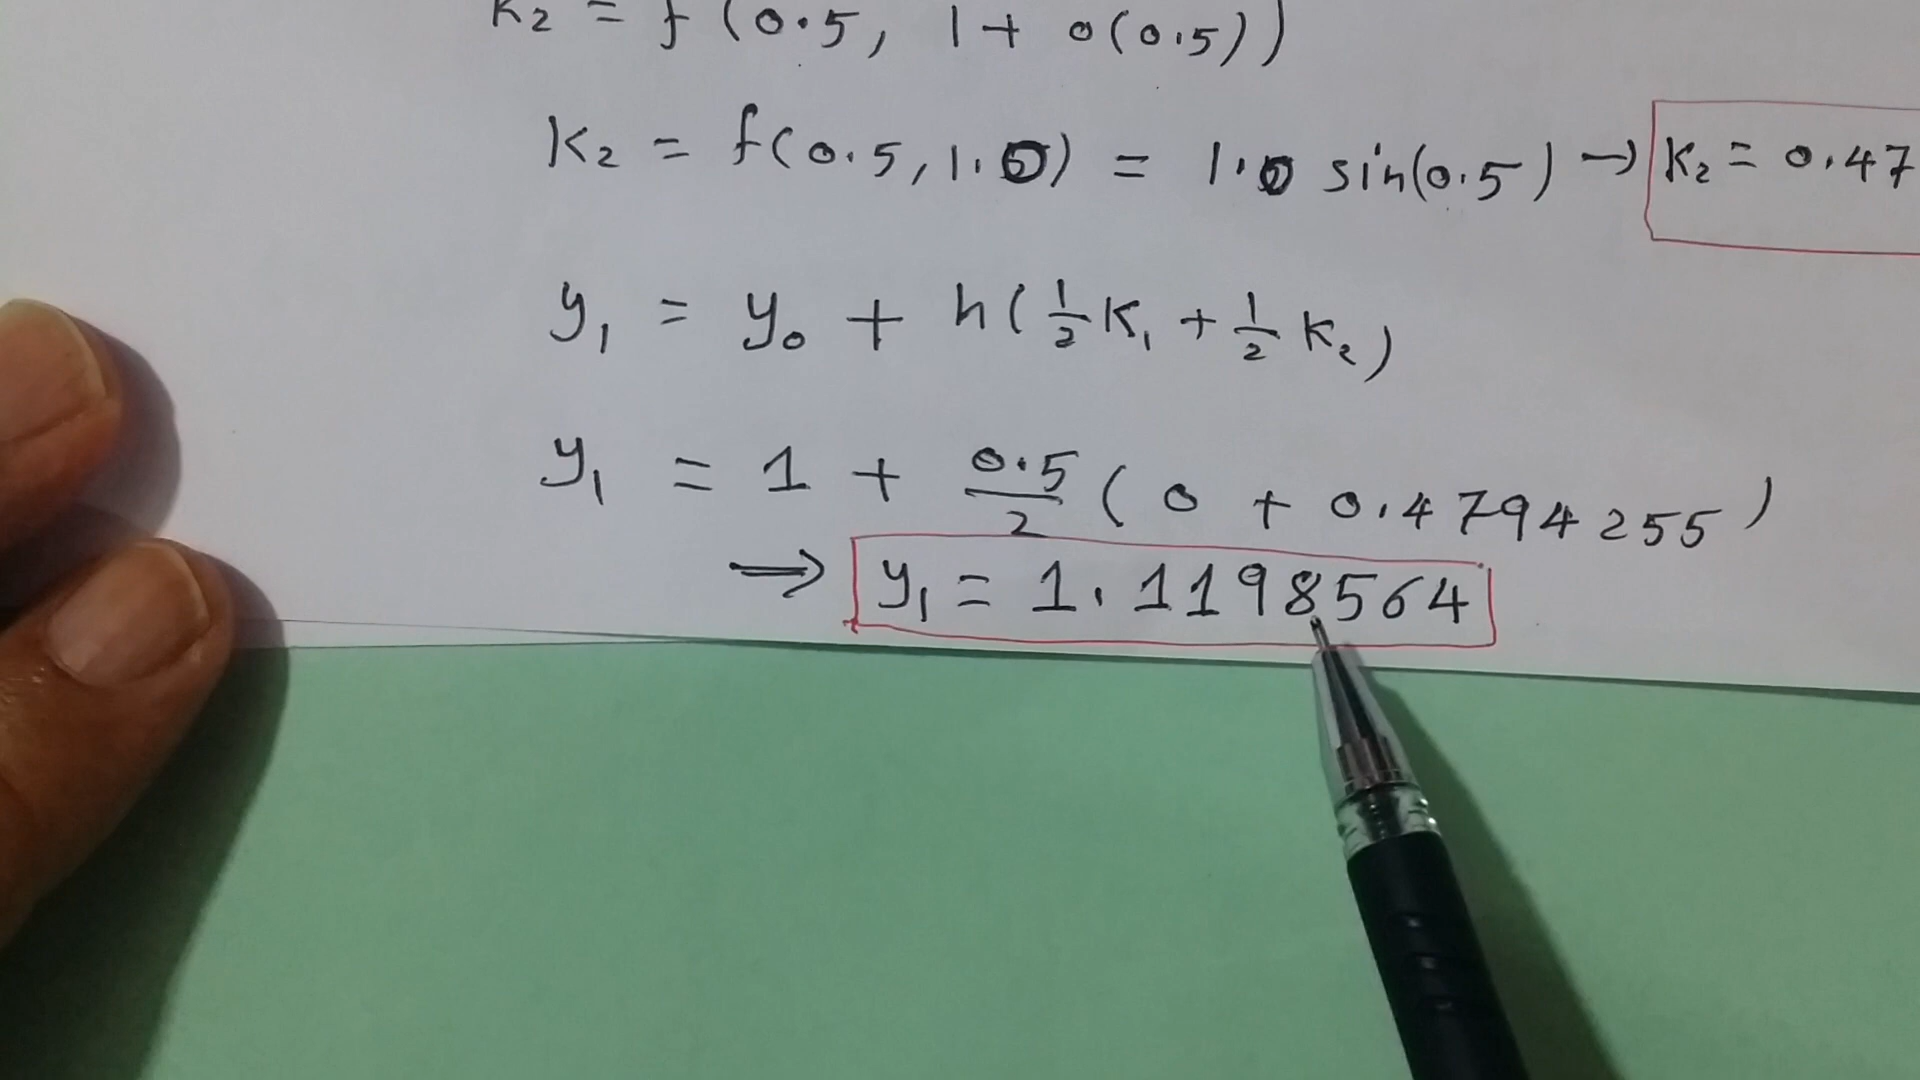 K₂ = f(0.5, 1 + 0(0.5))
K₂ = f(0.5, 1.0) = 1.0 sin(0.5) → K₂ = 0.47
y₁ = y₀ + h(½K₁ + ½K₂)
y₁ = 1 + 0.5/2 (0 + 0.4794255)
⇒ y₁ = 1.1198564